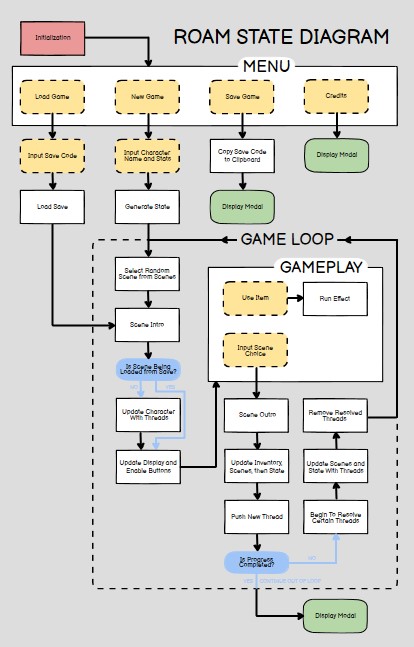 Initialization
ROAM STATE DIAGRAM
MENU
Load Game
New Game
Save Game
Credits
Input Save Code
Input Character
Name and State
Copy Save Code
to Clipboard
Display Modal
Load Save
Generate State
Display Modal
GAME LOOP
Select Random
Scene from Scenes
GAMEPLAY
Use Item
Run Effect
Scene Intro
Input Scene
Choice
Is Scene Being
Loaded from Save?
NO
YES
Update Character
With Threads
Scene Outro
Remove Resolved
Threads
Update Display and
Enable Buttons
Update Inventory,
Scenes, then State
Update Scenes and
State With Threads
Push New Thread
Begin To Resolve
Certain Threads
Is Progress
Completed?
NO
YES
Display Modal